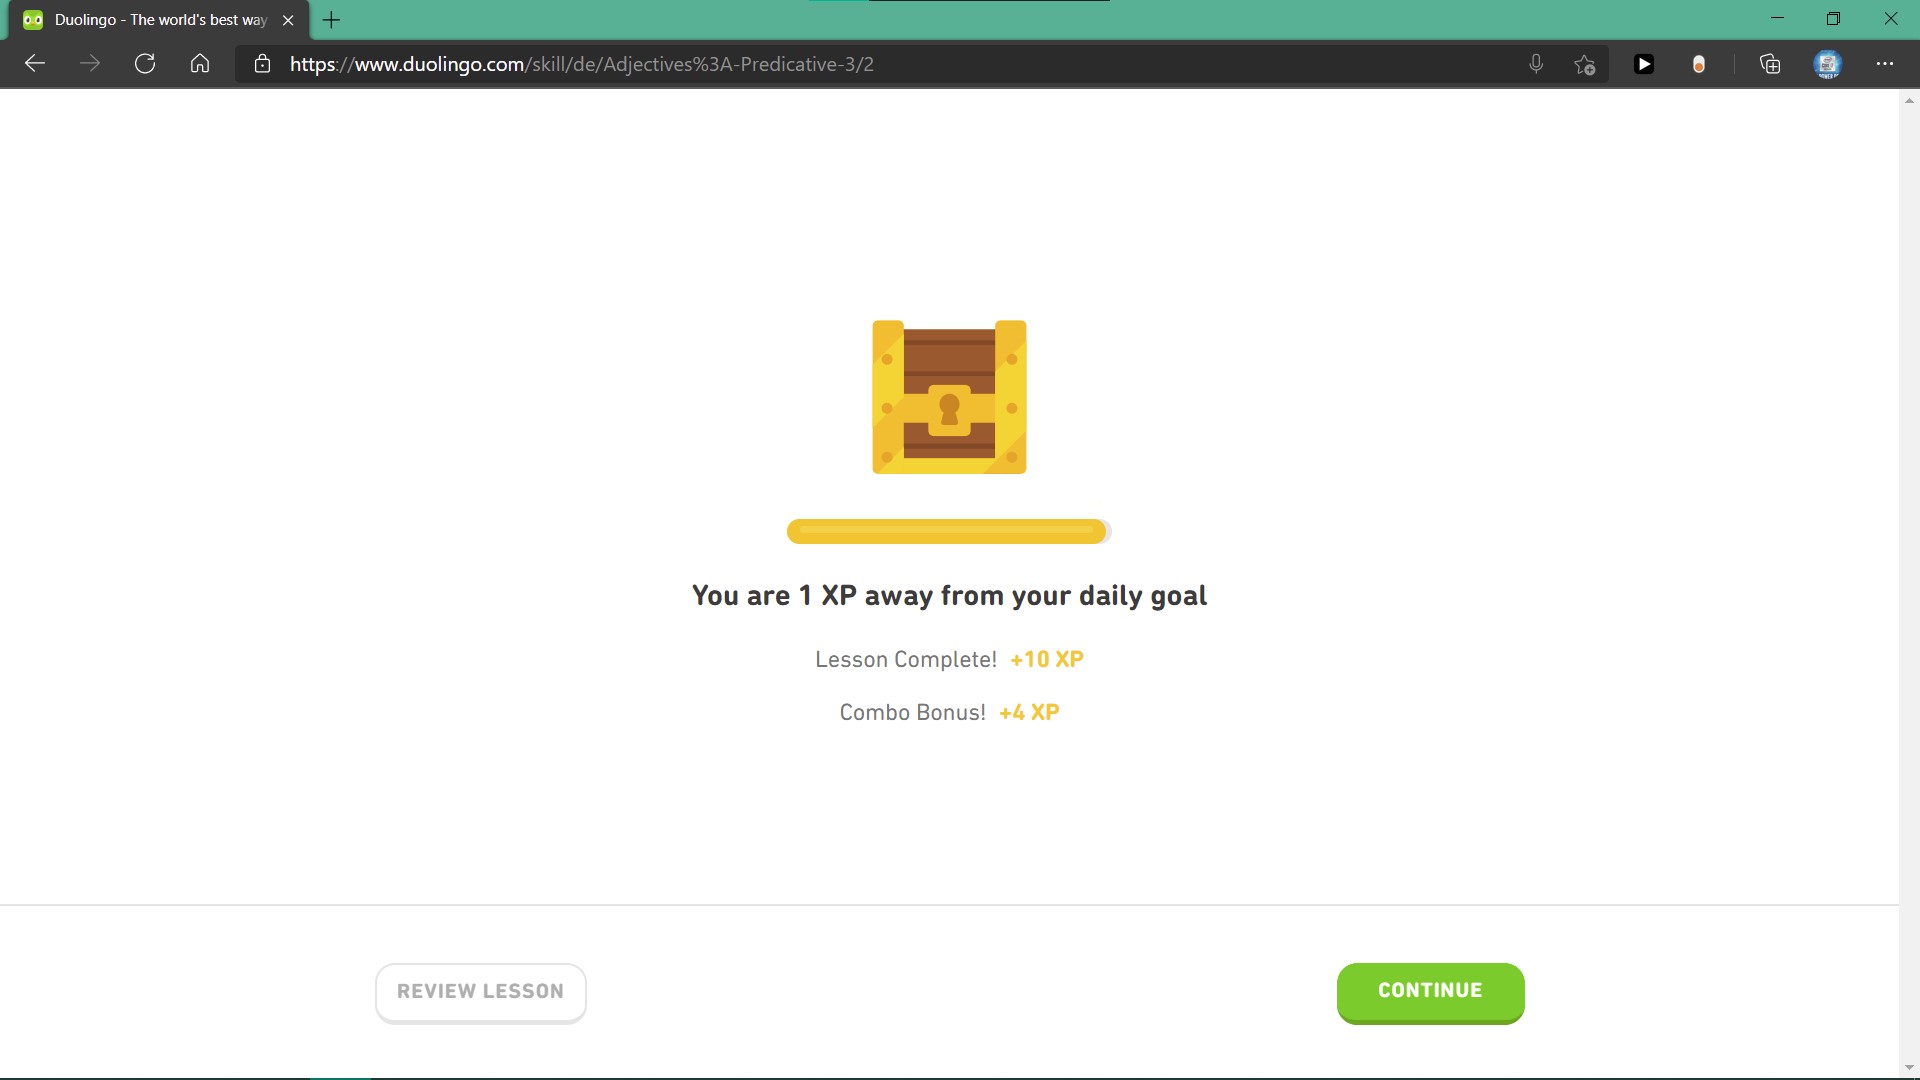 Duolingo - The world's best way
https://www.duolingo.com/skill/de/Adjectives%3A-Predicative-3/2
You are 1 XP away from your daily goal
Lesson Complete! +10 XP
Combo Bonus! +4 XP
REVIEW LESSON
CONTINUE